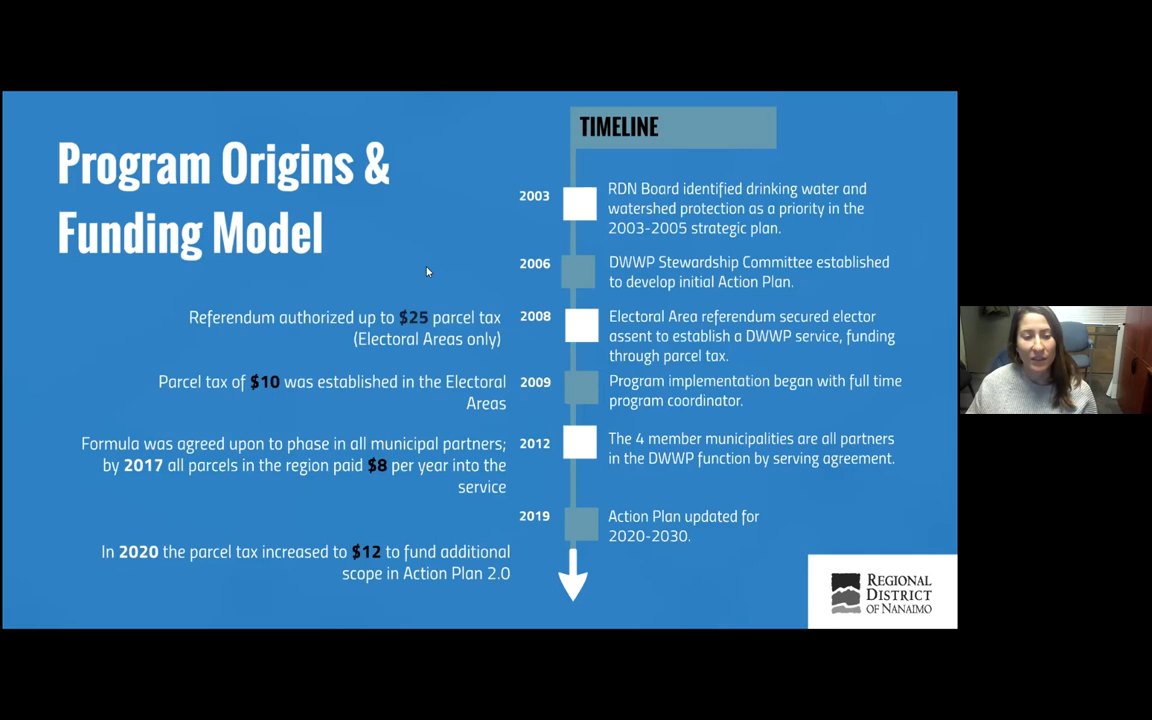 Program Origins &
Funding Model
TIMELINE
2003
RDN Board identified drinking water and
watershed protection as a priority in the
2003-2005 strategic plan.
2006
DWWP Stewardship Committee established
to develop initial Action Plan.
Referendum authorized up to $25 parcel tax
(Electoral Areas only)
2008
Electoral Area referendum secured elector
assent to establish a DWWP service, funding
through parcel tax.
Parcel tax of $10 was established in the Electoral
Areas
2009
Program implementation began with full time
program coordinator.
Formula was agreed upon to phase in all municipal partners;
by 2017 all parcels in the region paid $8 per year into the
service
2012
The 4 member municipalities are all partners
in the DWWP function by serving agreement.
2019
Action Plan updated for
2020-2030.
In 2020 the parcel tax increased to $12 to fund additional
scope in Action Plan 2.0
REGIONAL
DISTRICT
OF NANAIMO